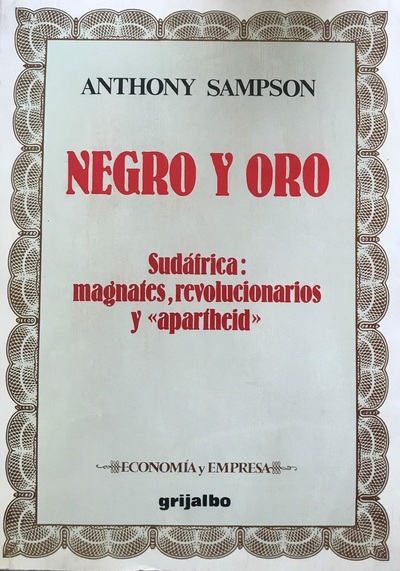 ANTHONY SAMPSON
NEGRO Y ORO
Sudáfrica:
magnates, revolucionarios
y «apartheid»
ECONOMÍA y EMPRESA
grijalbo